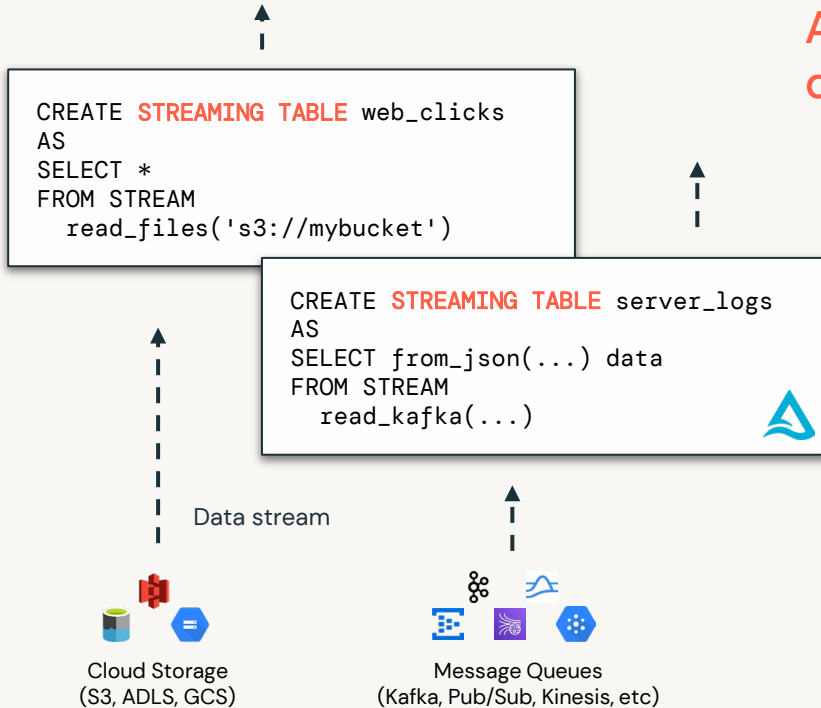 CREATE STREAMING TABLE web_clicks
AS
SELECT *
FROM STREAM
read_files('s3://mybucket')
CREATE STREAMING TABLE server_logs
AS
SELECT from_json(...) data
FROM STREAM
read_kafka(...)
Data stream
Cloud Storage
(S3, ADLS, GCS)
Message Queues
(Kafka, Pub/Sub, Kinesis, etc)